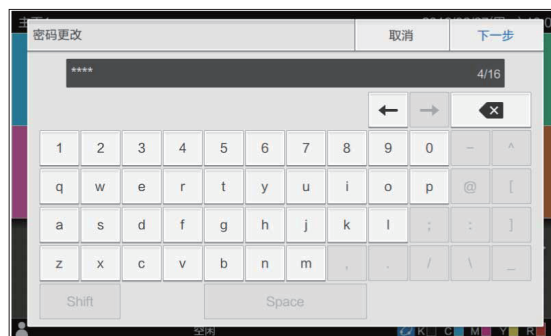 密码更改 取消 下一步
**** 4/16
← →
1 2 3 4 5 6 7 8 9 0 - ^
q w e r t y u i o p @ [
a s d f g h j k l ; : ]
z x c v b n m , . / \ _
Shift Space
空闲 K C M Y R